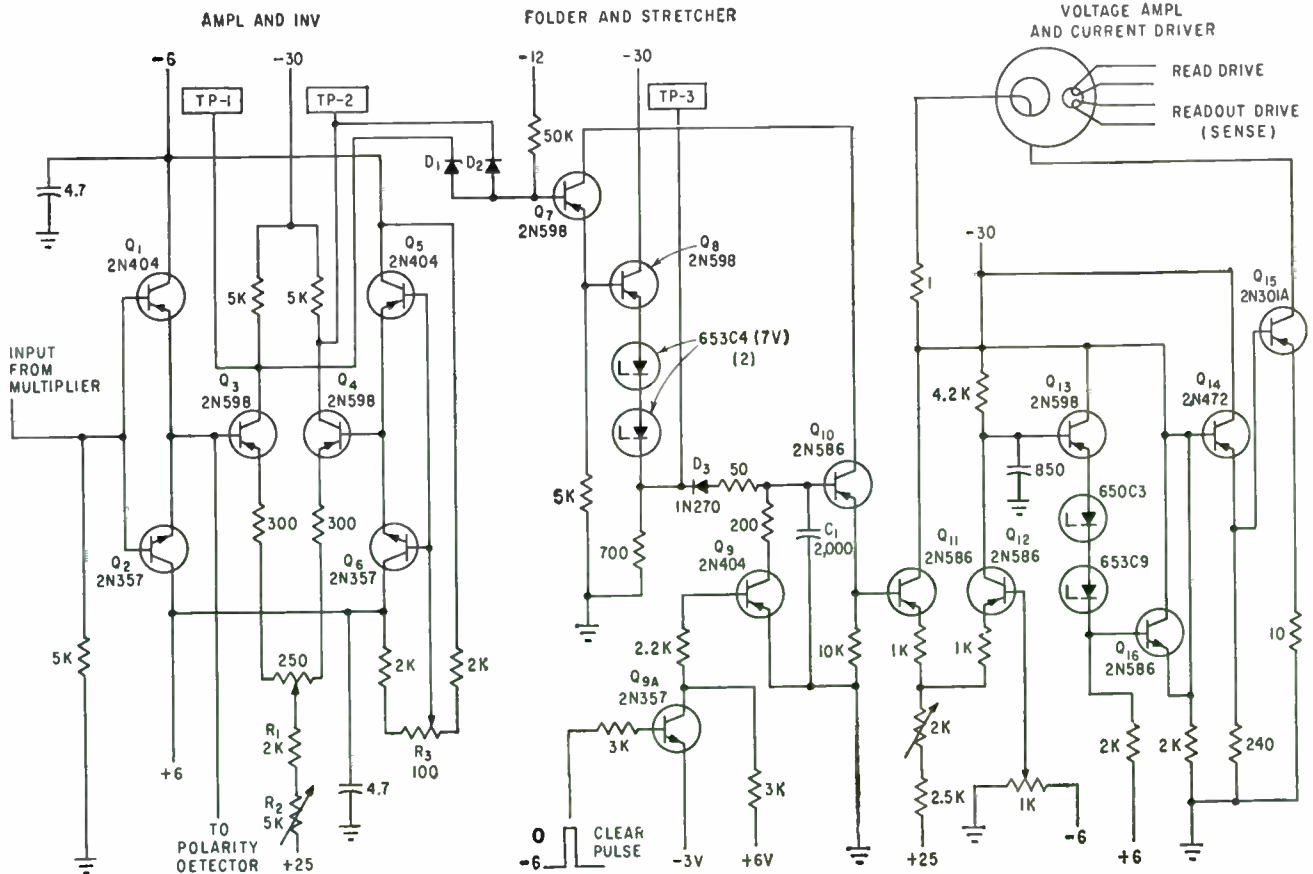 AMPL AND INV
FOLDER AND STRETCHER
VOLTAGE AMPL
AND CURRENT DRIVER
-6
-30
TP-1
TP-2
-12
-30
TP-3
READ DRIVE
READOUT DRIVE
(SENSE)
4.7
50K
D1
D2
Q7
2N598
Q1
2N404
Q5
2N404
5K
5K
Q8
2N598
-30
1
Q15
2N301A
INPUT
FROM
MULTIPLIER
653C4 (7V)
(2)
L
L
Q3
2N598
Q4
2N598
4.2K
Q13
2N598
Q14
2N472
Q10
2N586
D3
1N270
50
850
5K
300
300
200
C1
2,000
650C3
L
Q2
2N357
Q6
2N357
700
Q9
2N404
Q11
2N586
Q12
2N586
653C9
L
5K
250
2K
2K
2.2K
10K
1K
1K
Q16
2N586
10
Q9A
2N357
R1
2K
R3
100
3K
2K
2K
2K
240
+6
R2
5K
4.7
3K
2.5K
1K
TO
POLARITY
DETECTOR
+25
0
-6
CLEAR
PULSE
-3V
+6V
+25
-6
+6